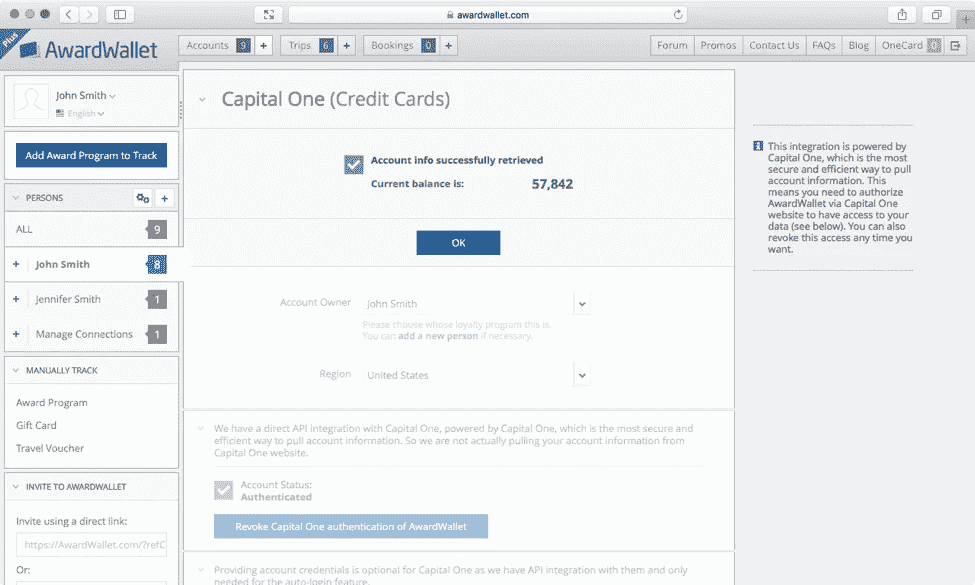 awardwallet.com
Plus
AwardWallet
Accounts 9 +
Trips 6 +
Bookings 0 +
Forum
Promos
Contact Us
FAQs
Blog
OneCard 0
John Smith
English
Add Award Program to Track
PERSONS
+
ALL 9
+ John Smith 8
+ Jennifer Smith 1
+ Manage Connections 1
MANUALLY TRACK
Award Program
Gift Card
Travel Voucher
INVITE TO AWARDWALLET
Invite using a direct link:
https://AwardWallet.com/?refC
Or:
Capital One (Credit Cards)
Account info successfully retrieved
Current balance is: 57,842
OK
Account Owner John Smith
Please choose whose loyalty program this is.
You can add a new person if necessary.
Region United States
We have a direct API integration with Capital One, powered by Capital One, which is the most secure and
efficient way to pull account information. So we are not actually pulling your account information from
Capital One website.
Account Status:
Authenticated
Revoke Capital One authentication of AwardWallet
Providing account credentials is optional for Capital One as we have API integration with them and only
needed for the auto-login feature.
This integration is powered by
Capital One, which is the most
secure and efficient way to pull
account information. This
means you need to authorize
AwardWallet via Capital One
website to have access to your
data (see below). You can also
revoke this access any time you
want.